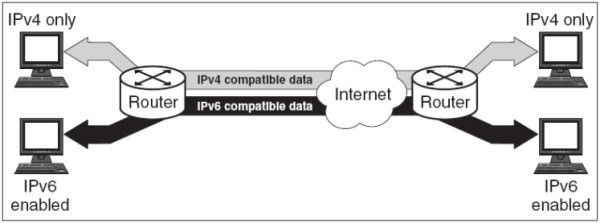 IPv4 only
IPv4 only
IPv4 compatible data
Internet
Router
Router
IPv6 compatible data
IPv6
enabled
IPv6
enabled